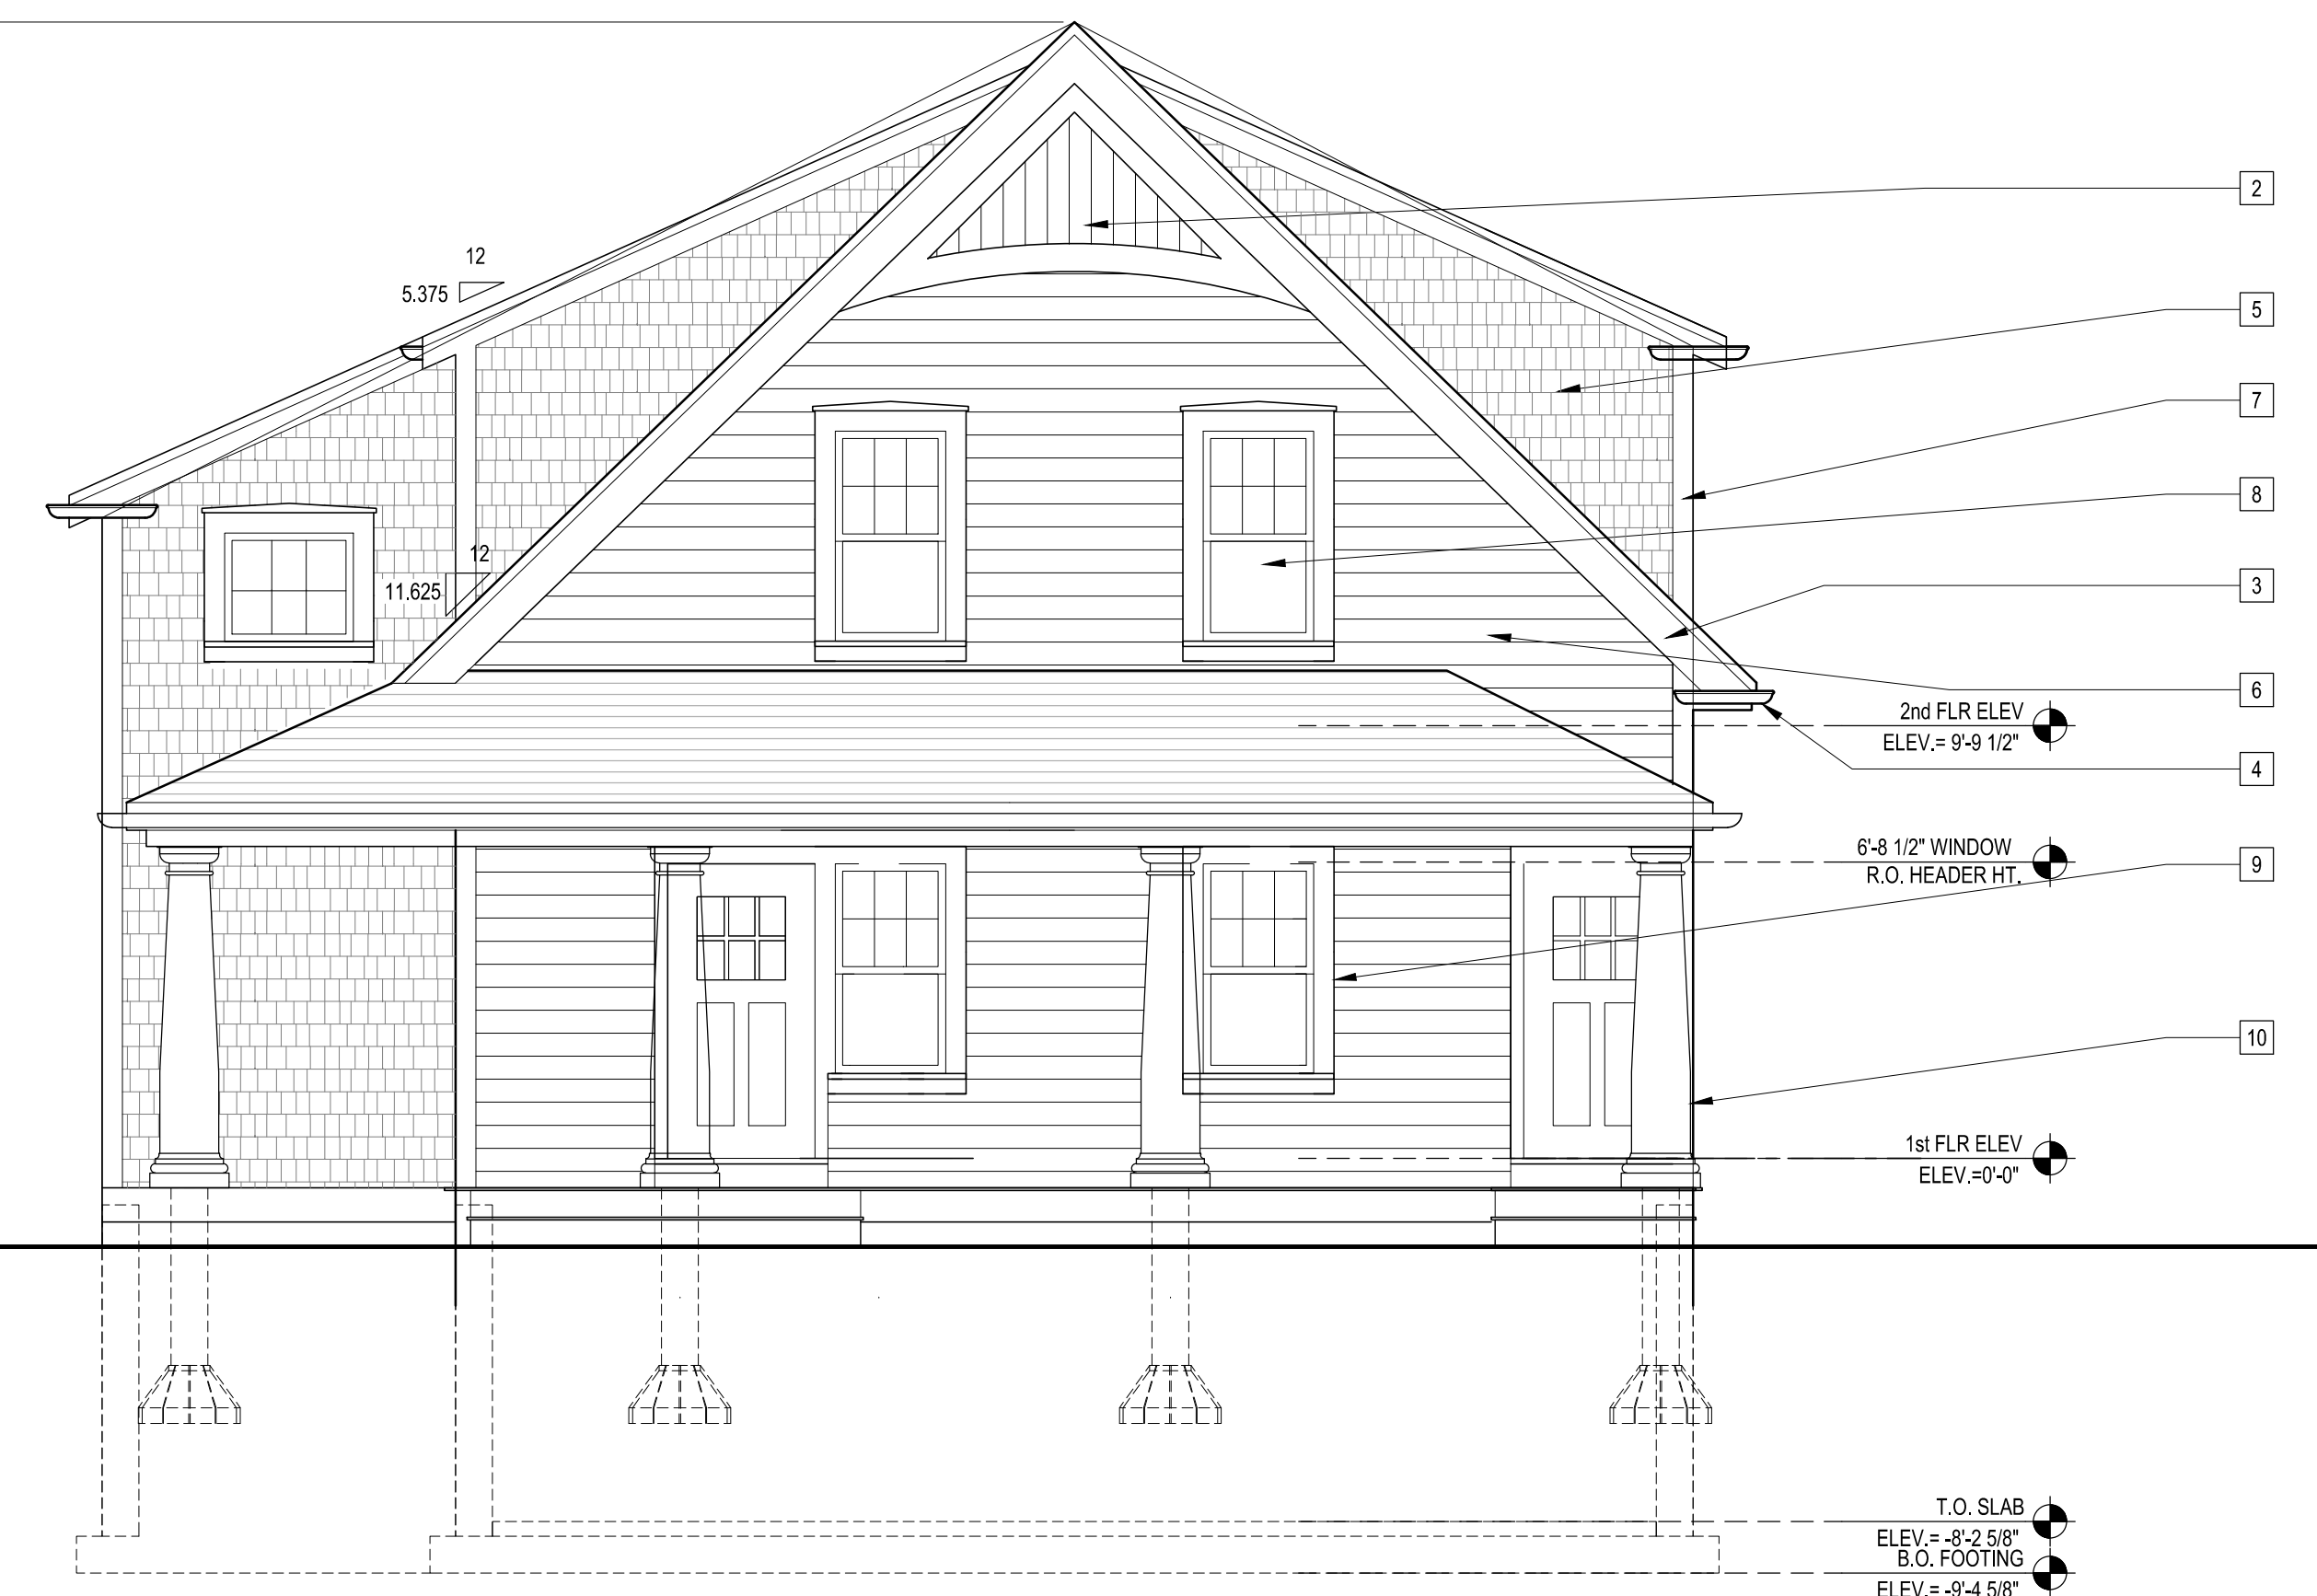 2
12
5.375
5
7
8
12
11.625
3
6
2nd FLR ELEV
ELEV.= 9'-9 1/2"
4
6'-8 1/2" WINDOW
R.O. HEADER HT.
9
10
1st FLR ELEV
ELEV.=0'-0"
T.O. SLAB
ELEV.= -8'-2 5/8"
B.O. FOOTING
ELEV.= -9'-4 5/8"